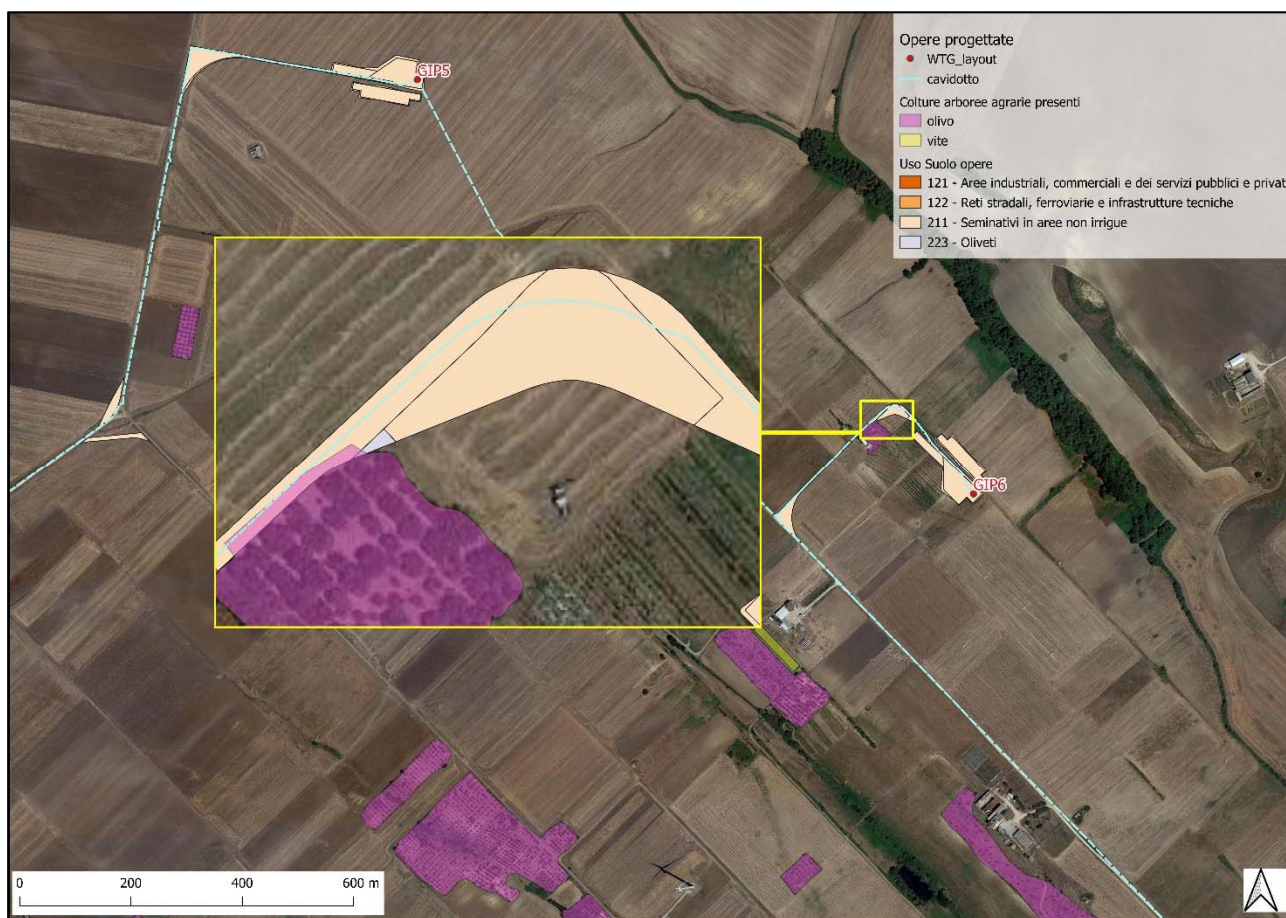 Opere progettate
WTG_layout
cavidotto
Colture arboree agrarie presenti
olivo
vite
Uso Suolo opere
121 - Aree industriali, commerciali e dei servizi pubblici e privat
122 - Reti stradali, ferroviarie e infrastrutture tecniche
211 - Seminativi in aree non irrigue
223 - Oliveti
GIP5
GIP6
0 200 400 600 m